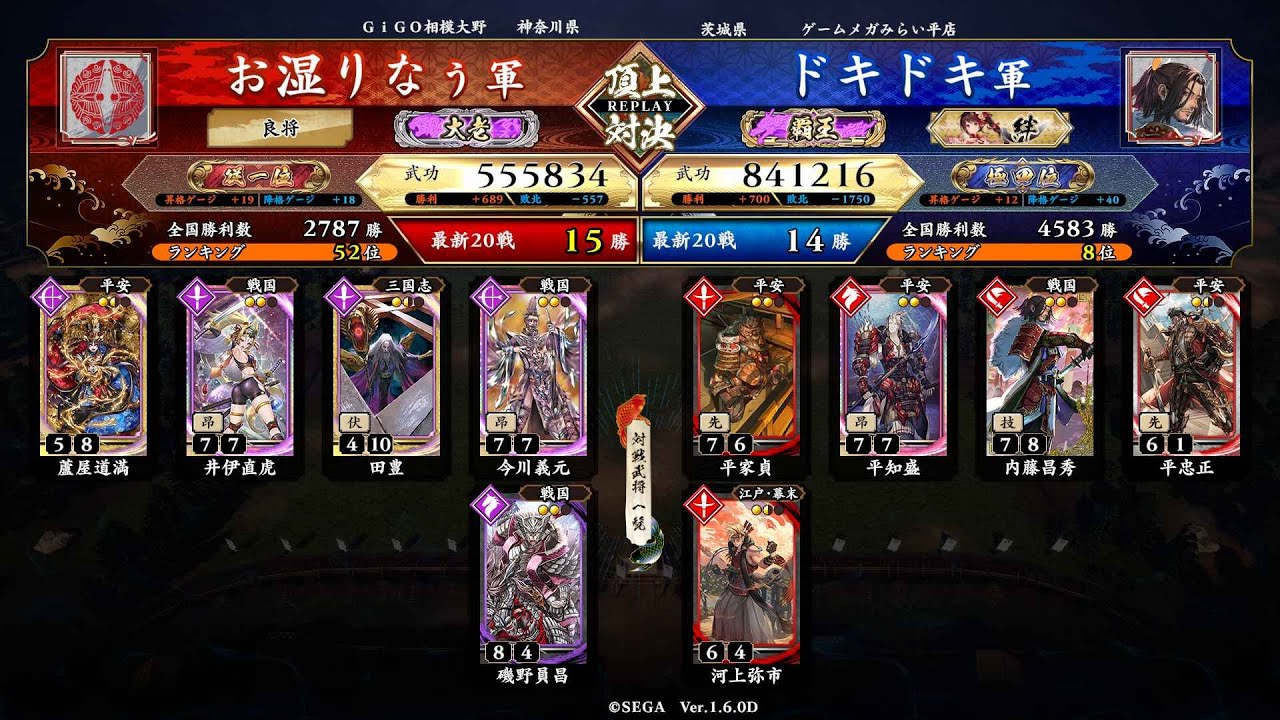 GiGO相模大野　神奈川県
茨城県　ゲームメガみらい平店
お湿りなぅ軍
頂上
REPLAY
対決
ドキドキ軍
良将
大老
覇王
絆
従一位
武功 555834
勝利 +689 敗北 -557
武功 841216
勝利 +700 敗北 -1750
昇格ゲージ +19 降格ゲージ +18
昇格ゲージ +12 降格ゲージ +40
全国勝利数 2787勝
ランキング 52位
最新20戦 15勝
最新20戦 14勝
全国勝利数 4583勝
ランキング 8位
平安
5 8
蘆屋道満
戦国
昴
7 7
井伊直虎
三国志
伏
4 10
田豊
戦国
昴
7 7
今川義元
戦国
8 4
磯野員昌
対戦武将一覧
平安
先
7 6
平家貞
平安
昴
7 7
平知盛
戦国
技
7 8
内藤昌秀
平安
先
6 1
平忠正
江戸・幕末
6 4
河上弥市
©SEGA Ver.1.6.0D